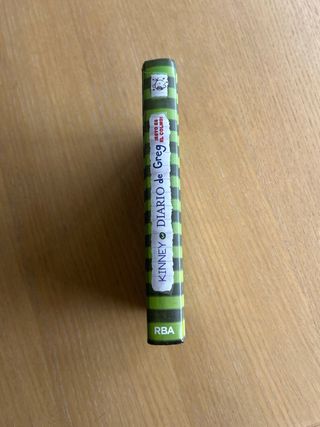 KINNEY
DIARIO de Greg
¡ESTO ES
EL COLMO!
RBA